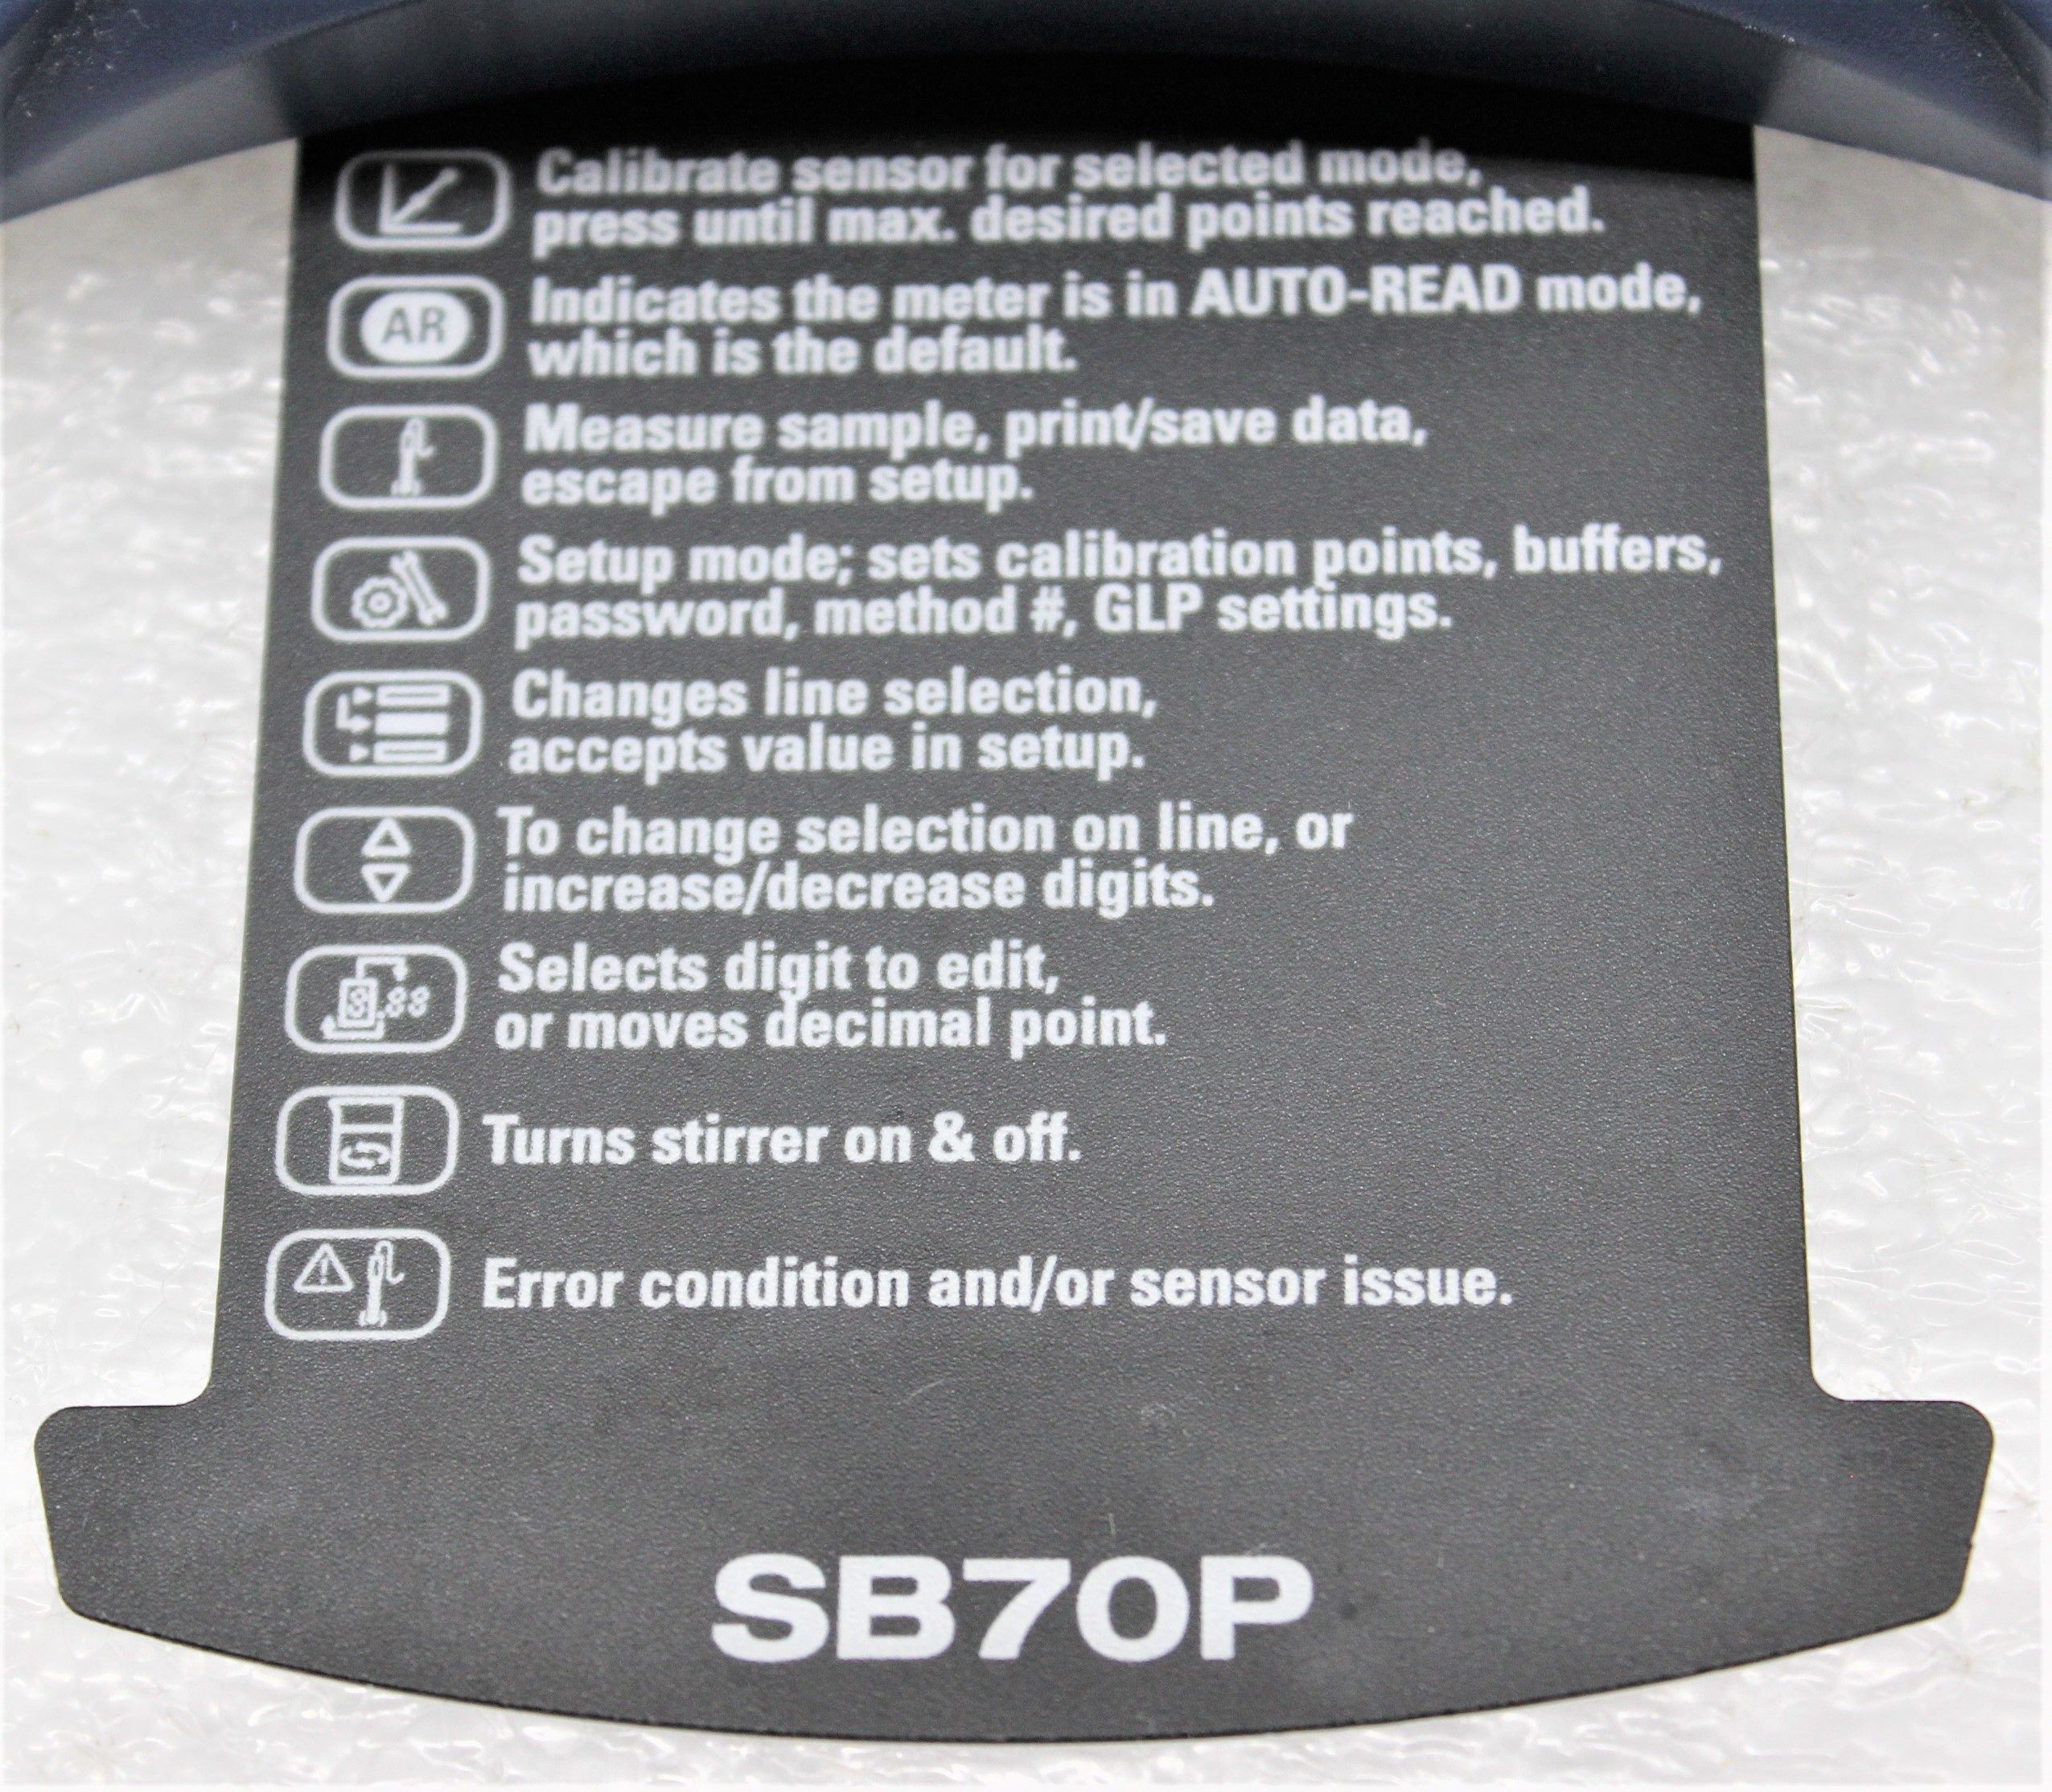 Calibrate sensor for selected mode,
press until max. desired points reached.
AR
Indicates the meter is in AUTO-READ mode,
which is the default.
Measure sample, print/save data,
escape from setup.
Setup mode; sets calibration points, buffers,
password, method #, GLP settings.
Changes line selection,
accepts value in setup.
To change selection on line, or
increase/decrease digits.
8.88
Selects digit to edit,
or moves decimal point.
Turns stirrer on & off.
Error condition and/or sensor issue.
SB70P